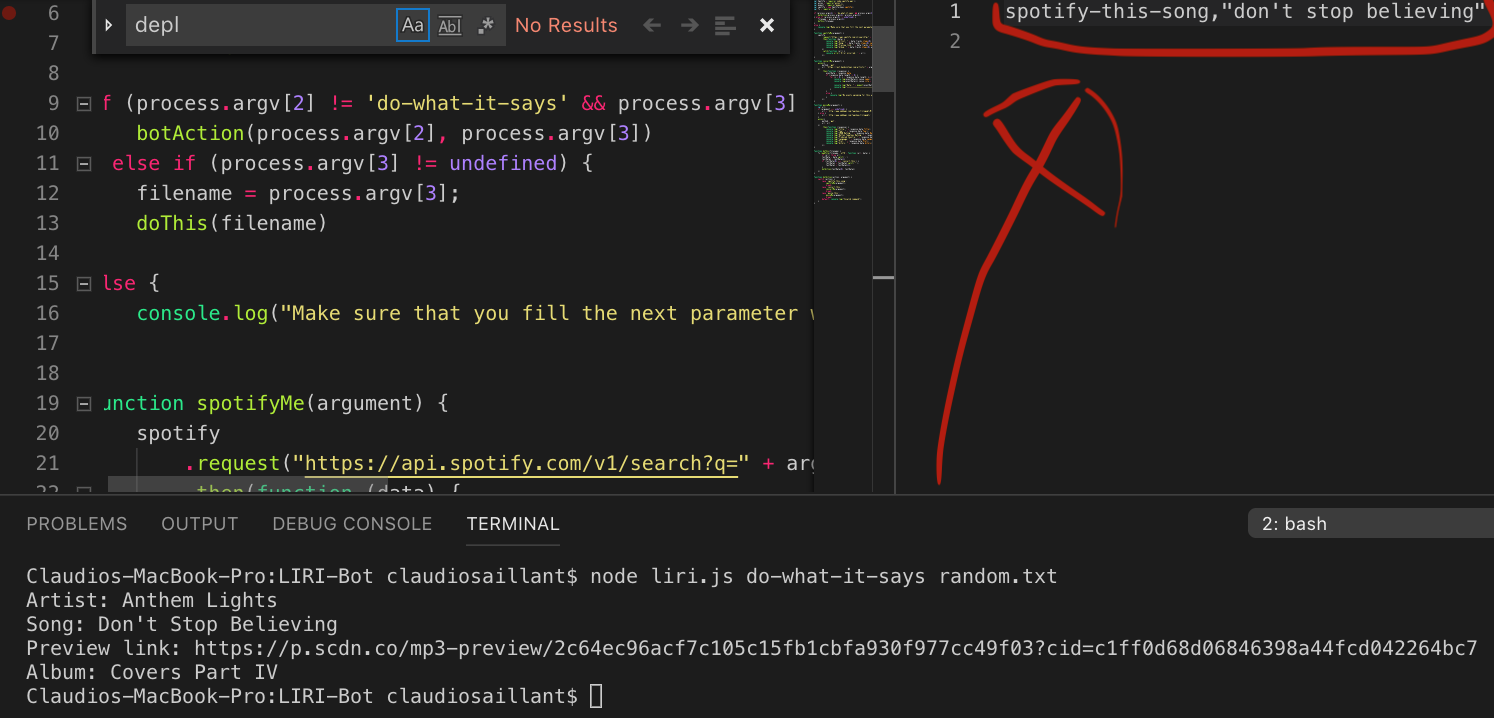 depl Aa Abl .* No Results
6
7
8
9 f (process.argv[2] != 'do-what-it-says' && process.argv[3]
10 botAction(process.argv[2], process.argv[3])
11 else if (process.argv[3] != undefined) {
12 filename = process.argv[3];
13 doThis(filename)
14
15 lse {
16 console.log("Make sure that you fill the next parameter w
17
18
19 unction spotifyMe(argument) {
20 spotify
21 .request("https://api.spotify.com/v1/search?q=" + arg
22 .then(function (data) {
1 spotify-this-song,"don't stop believing"
2
PROBLEMS OUTPUT DEBUG CONSOLE TERMINAL 2: bash
Claudios-MacBook-Pro:LIRI-Bot claudiosaillant$ node liri.js do-what-it-says random.txt
Artist: Anthem Lights
Song: Don't Stop Believing
Preview link: https://p.scdn.co/mp3-preview/2c64ec96acf7c105c15fb1cbfa930f977cc49f03?cid=c1ff0d68d06846398a44fcd042264bc7
Album: Covers Part IV
Claudios-MacBook-Pro:LIRI-Bot claudiosaillant$